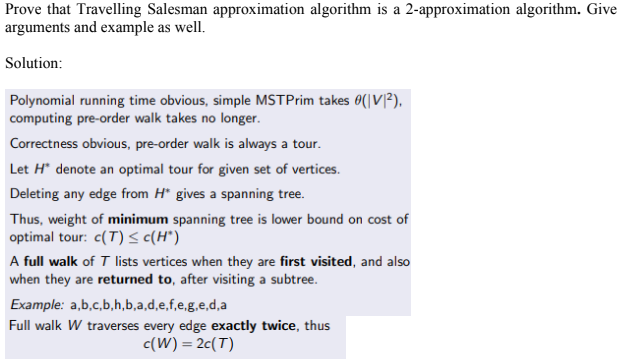 Prove that Travelling Salesman approximation algorithm is a 2-approximation algorithm. Give
arguments and example as well.
Solution:
Polynomial running time obvious, simple MSTPrim takes θ(|V|²),
computing pre-order walk takes no longer.
Correctness obvious, pre-order walk is always a tour.
Let H* denote an optimal tour for given set of vertices.
Deleting any edge from H* gives a spanning tree.
Thus, weight of minimum spanning tree is lower bound on cost of
optimal tour: c(T) ≤ c(H*)
A full walk of T lists vertices when they are first visited, and also
when they are returned to, after visiting a subtree.
Example: a,b,c,b,h,b,a,d,e,f,e,g,e,d,a
Full walk W traverses every edge exactly twice, thus
c(W) = 2c(T)